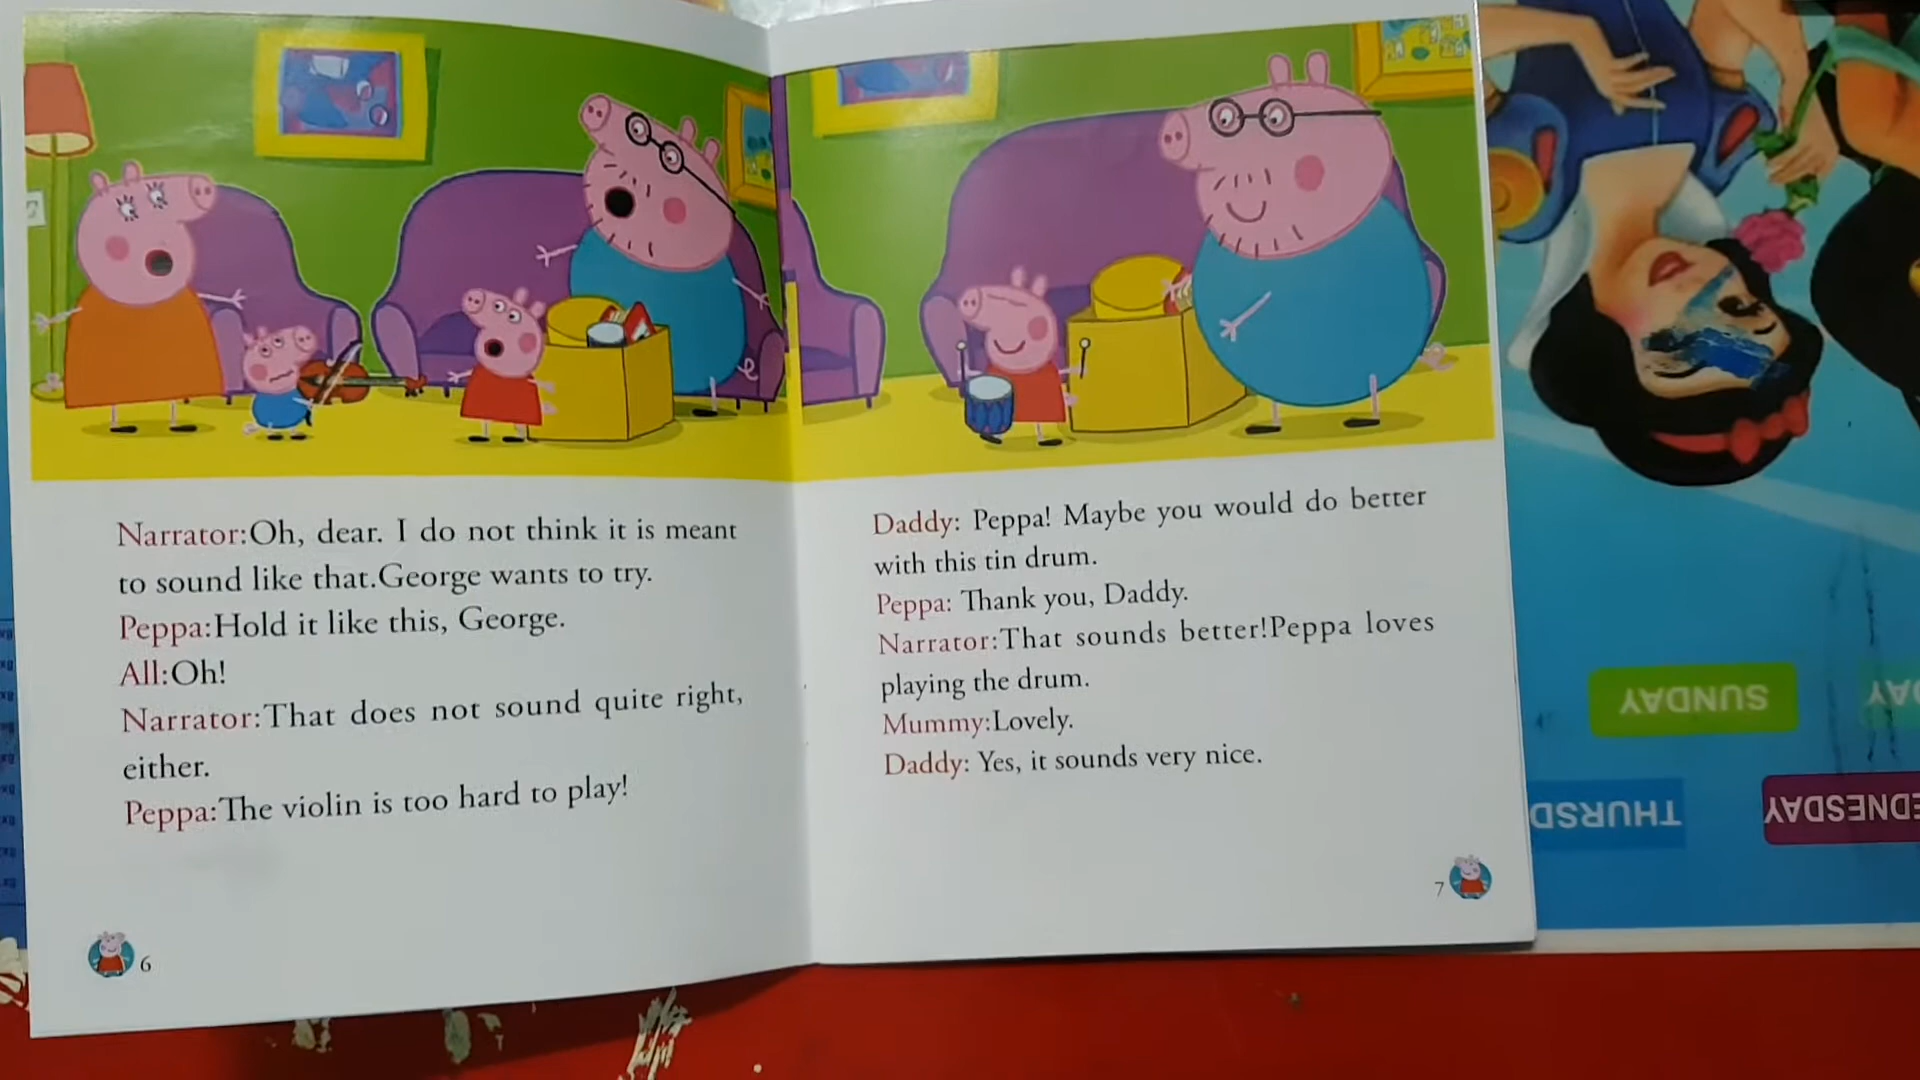 Narrator:Oh, dear. I do not think it is meant
to sound like that.George wants to try.
Peppa:Hold it like this, George.
All:Oh!
Narrator:That does not sound quite right,
either.
Peppa:The violin is too hard to play!
6
Daddy: Peppa! Maybe you would do better
with this tin drum.
Peppa: Thank you, Daddy.
Narrator:That sounds better!Peppa loves
playing the drum.
Mummy:Lovely.
Daddy: Yes, it sounds very nice.
7
SUNDAY
AY
THURSD
EDNESDAY